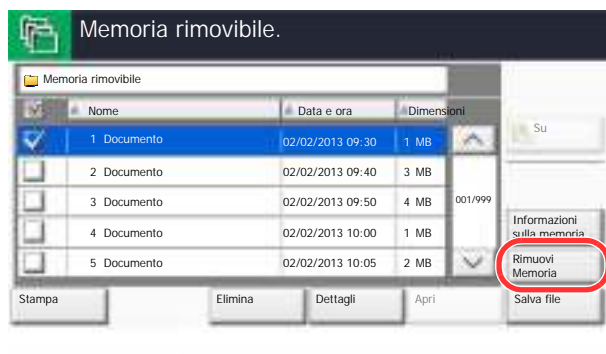 Memoria rimovibile.
Memoria rimovibile
Nome Data e ora Dimensioni
1 Documento 02/02/2013 09:30 1 MB
2 Documento 02/02/2013 09:40 3 MB
3 Documento 02/02/2013 09:50 4 MB
4 Documento 02/02/2013 10:00 1 MB
5 Documento 02/02/2013 10:05 2 MB
001/999
Su
Informazioni
sulla memoria
Rimuovi
Memoria
Stampa Elimina Dettagli Apri Salva file